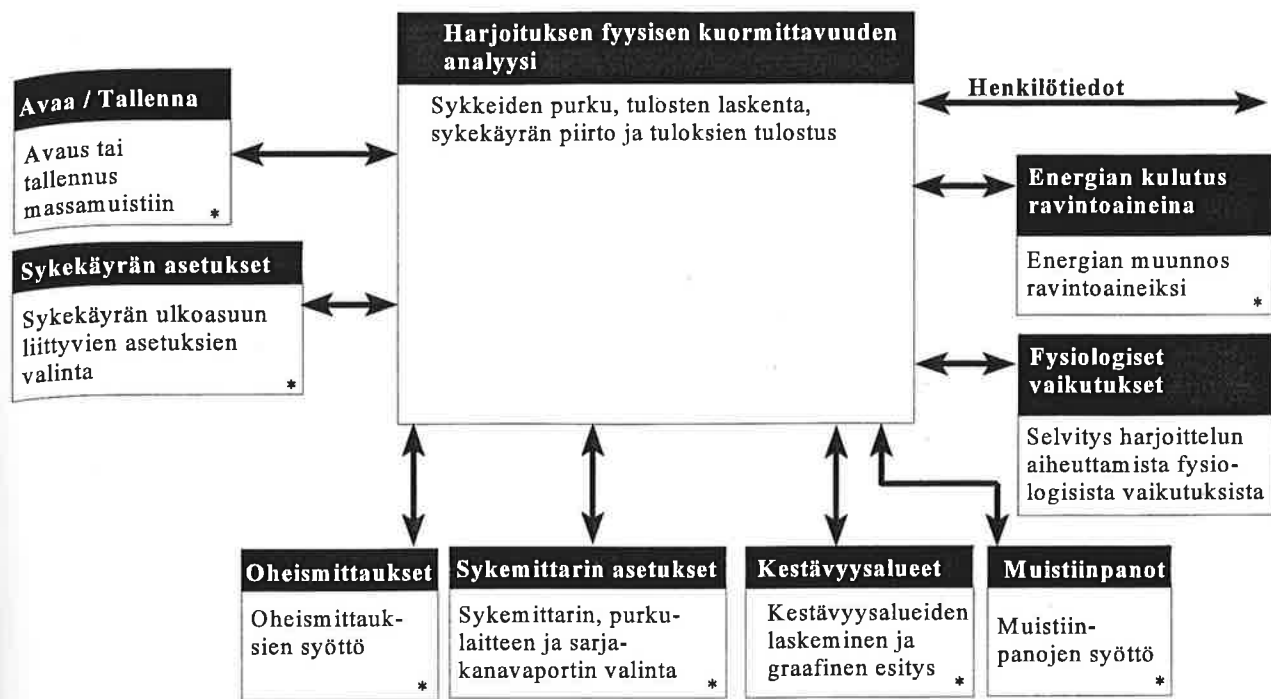 Harjoituksen fyysisen kuormittavuuden
analyysi
Sykkeiden purku, tulosten laskenta,
sykekäyrän piirto ja tuloksien tulostus
Avaa / Tallenna
Avaus tai
tallennus
massamuistiin *
Sykekäyrän asetukset
Sykekäyrän ulkoasuun
liittyvien asetuksien
valinta *
Henkilötiedot
Energian kulutus
ravintoaineina
Energian muunnos
ravintoaineiksi *
Fysiologiset
vaikutukset
Selvitys harjoittelun
aiheuttamista fysio-
logisista vaikutuksista
Oheismittaukset
Oheismittauk-
sien syöttö *
Sykemittarin asetukset
Sykemittarin, purku-
laitteen ja sarja-
kanavaportin valinta *
Kestävyysalueet
Kestävyysalueiden
laskeminen ja
graafinen esitys *
Muistiinpanot
Muistiin-
panojen syöttö *